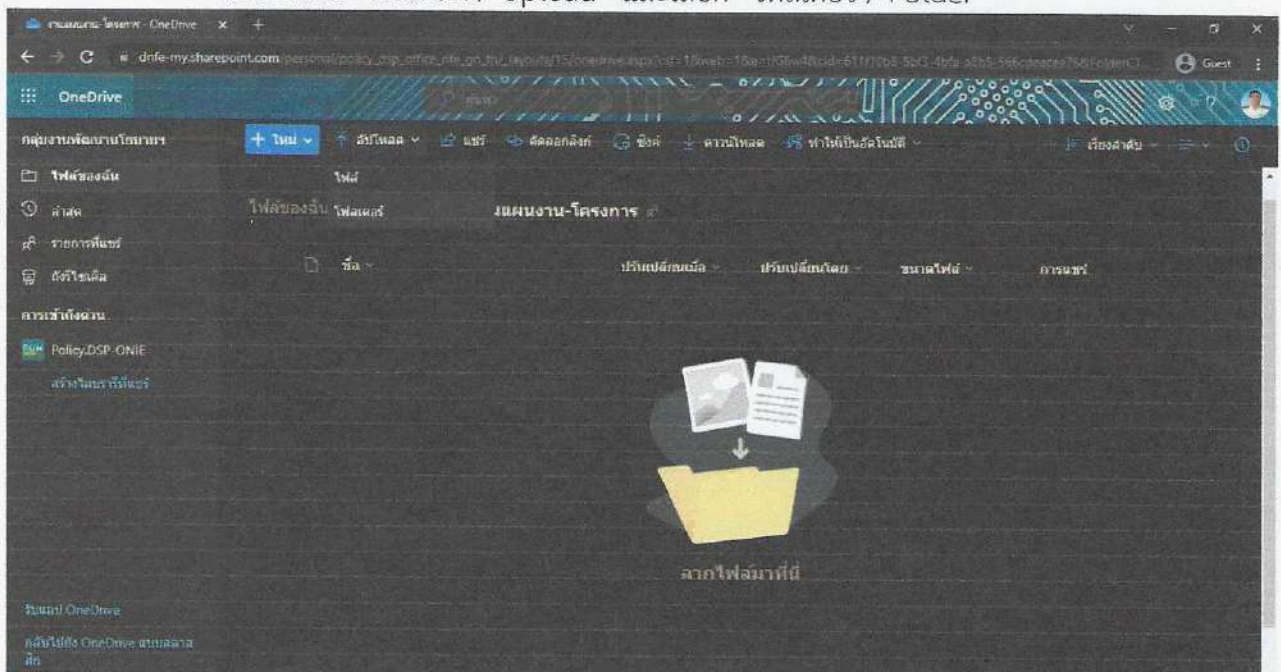 Upload และเลือก โฟลเดอร์ / Folder
งานแผนงาน-โครงการ - OneDrive
dnfe-my.sharepoint.com
Guest
OneDrive
ค้นหา
กลุ่มงานพัฒนานโยบายฯ
+ ใหม่
อัปโหลด
แชร์
คัดลอกลิงก์
ซิงค์
ดาวน์โหลด
ทำให้เป็นอัตโนมัติ
เรียงลำดับ
ไฟล์ของฉัน
ไฟล์
ล่าสุด
ไฟล์ของฉัน
โฟลเดอร์
งแผนงาน-โครงการ
รายการที่แชร์
ถังรีไซเคิล
ชื่อ
ปรับเปลี่ยนเมื่อ
ปรับเปลี่ยนโดย
ขนาดไฟล์
การแชร์
การเข้าถึงด่วน
Policy.DSP-ONIE
สร้างไลบรารีที่แชร์
ลากไฟล์มาที่นี่
รับแอป OneDrive
กลับไปยัง OneDrive แบบคลาส
สิก